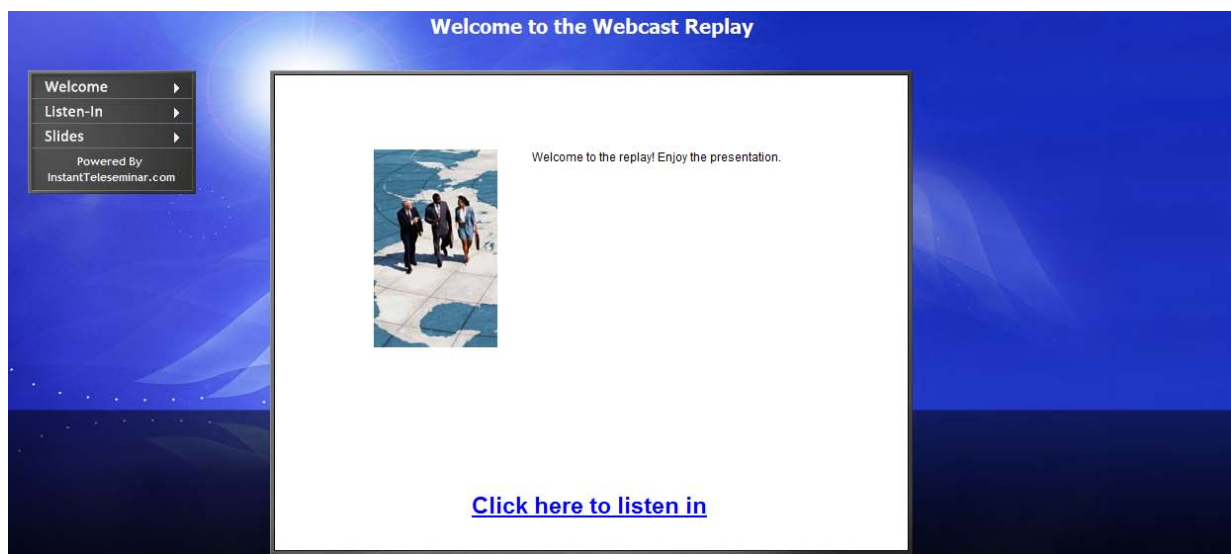 Welcome to the Webcast Replay
Welcome
Listen-In
Slides
Powered By
InstantTeleseminar.com
Welcome to the replay! Enjoy the presentation.
Click here to listen in